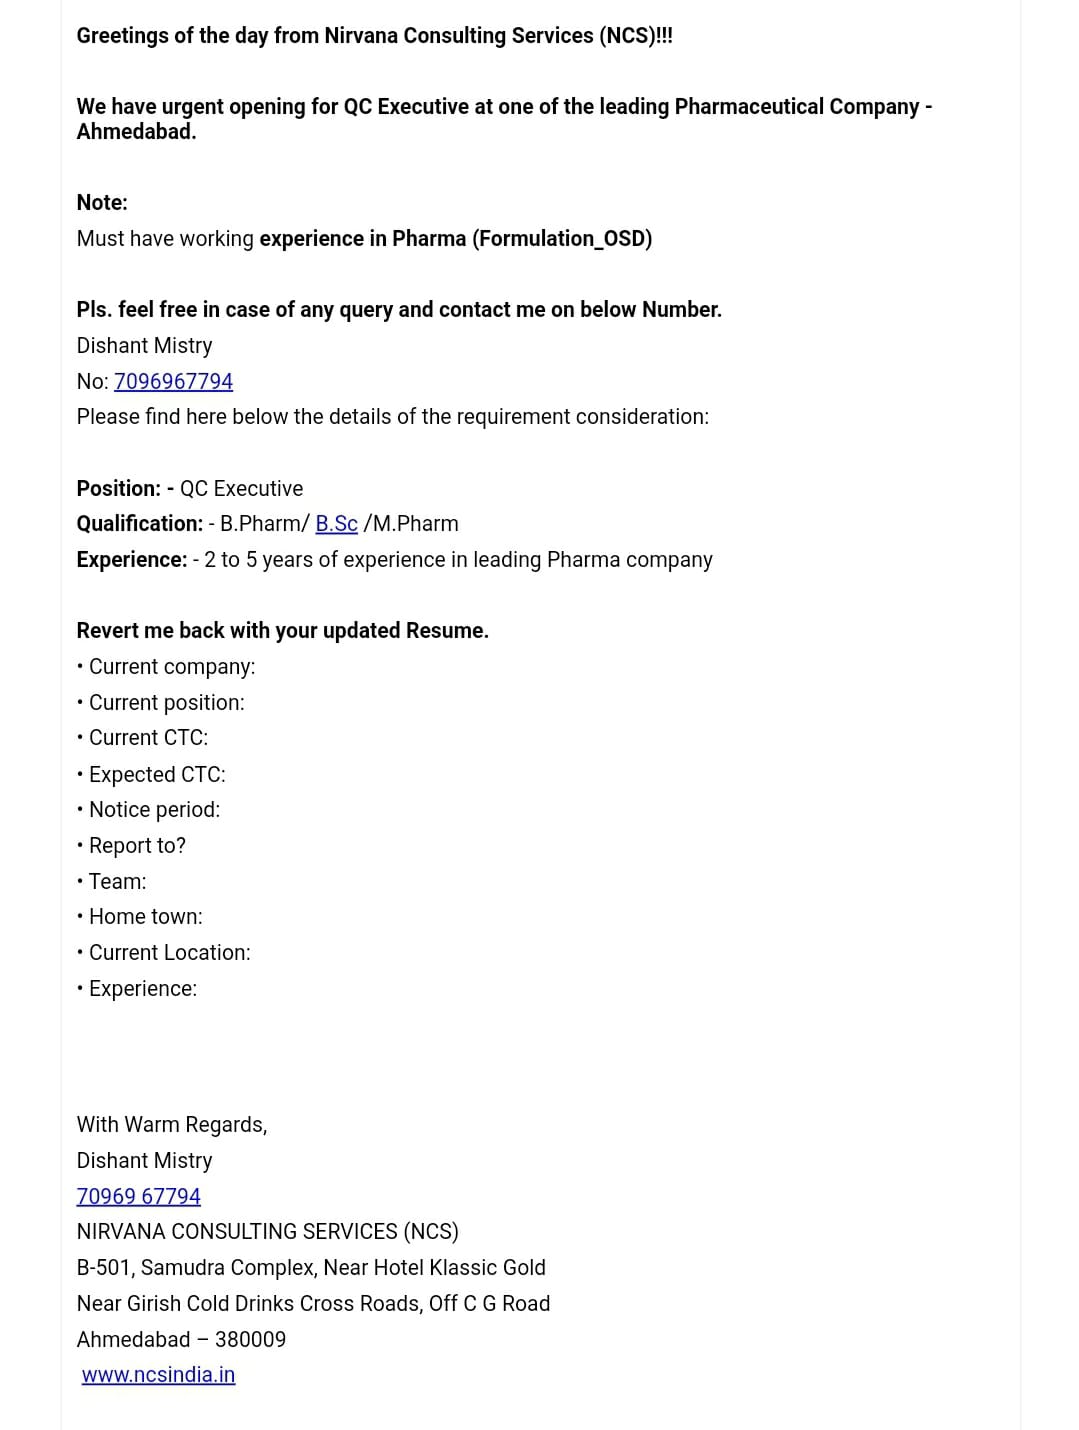 Greetings of the day from Nirvana Consulting Services (NCS)!!!
We have urgent opening for QC Executive at one of the leading Pharmaceutical Company -
Ahmedabad.
Note:
Must have working experience in Pharma (Formulation_OSD)
Pls. feel free in case of any query and contact me on below Number.
Dishant Mistry
No: 7096967794
Please find here below the details of the requirement consideration:
Position: - QC Executive
Qualification: - B.Pharm/ B.Sc /M.Pharm
Experience: - 2 to 5 years of experience in leading Pharma company
Revert me back with your updated Resume.
• Current company:
• Current position:
• Current CTC:
• Expected CTC:
• Notice period:
• Report to?
• Team:
• Home town:
• Current Location:
• Experience:
With Warm Regards,
Dishant Mistry
70969 67794
NIRVANA CONSULTING SERVICES (NCS)
B-501, Samudra Complex, Near Hotel Klassic Gold
Near Girish Cold Drinks Cross Roads, Off C G Road
Ahmedabad – 380009
www.ncsindia.in